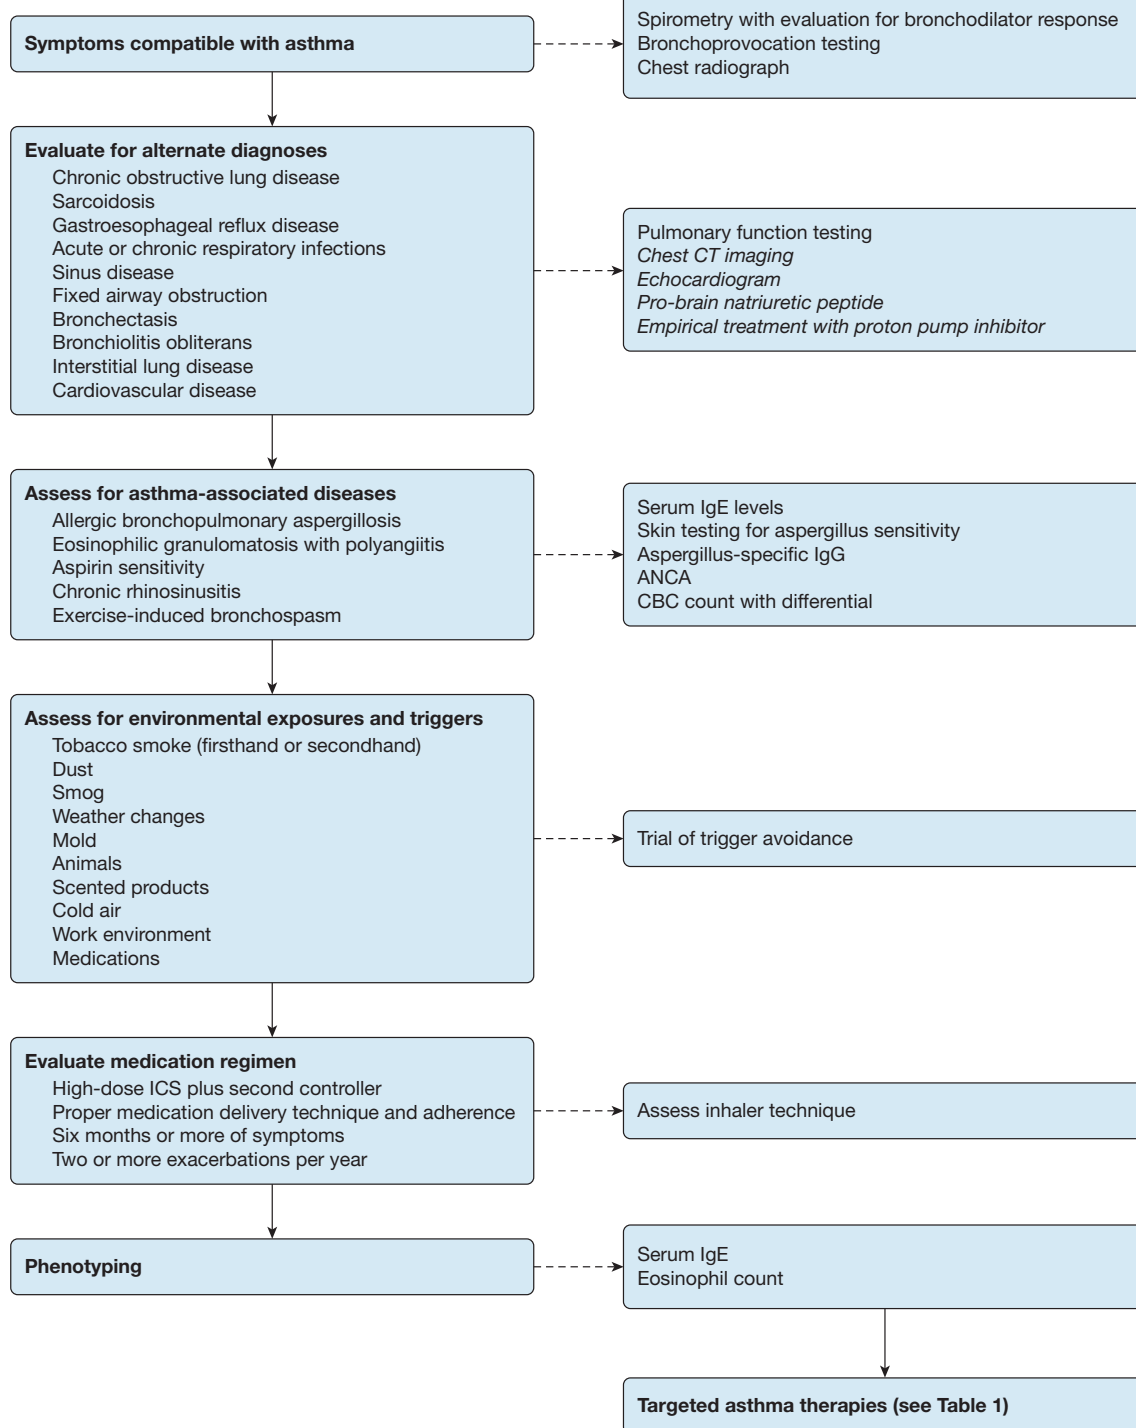 Symptoms compatible with asthma
Spirometry with evaluation for bronchodilator response
Bronchoprovocation testing
Chest radiograph
Evaluate for alternate diagnoses
Chronic obstructive lung disease
Sarcoidosis
Gastroesophageal reflux disease
Acute or chronic respiratory infections
Sinus disease
Fixed airway obstruction
Bronchectasis
Bronchiolitis obliterans
Interstitial lung disease
Cardiovascular disease
Pulmonary function testing
Chest CT imaging
Echocardiogram
Pro-brain natriuretic peptide
Empirical treatment with proton pump inhibitor
Assess for asthma-associated diseases
Allergic bronchopulmonary aspergillosis
Eosinophilic granulomatosis with polyangiitis
Aspirin sensitivity
Chronic rhinosinusitis
Exercise-induced bronchospasm
Serum IgE levels
Skin testing for aspergillus sensitivity
Aspergillus-specific IgG
ANCA
CBC count with differential
Assess for environmental exposures and triggers
Tobacco smoke (firsthand or secondhand)
Dust
Smog
Weather changes
Mold
Animals
Scented products
Cold air
Work environment
Medications
Trial of trigger avoidance
Evaluate medication regimen
High-dose ICS plus second controller
Proper medication delivery technique and adherence
Six months or more of symptoms
Two or more exacerbations per year
Assess inhaler technique
Phenotyping
Serum IgE
Eosinophil count
Targeted asthma therapies (see Table 1)